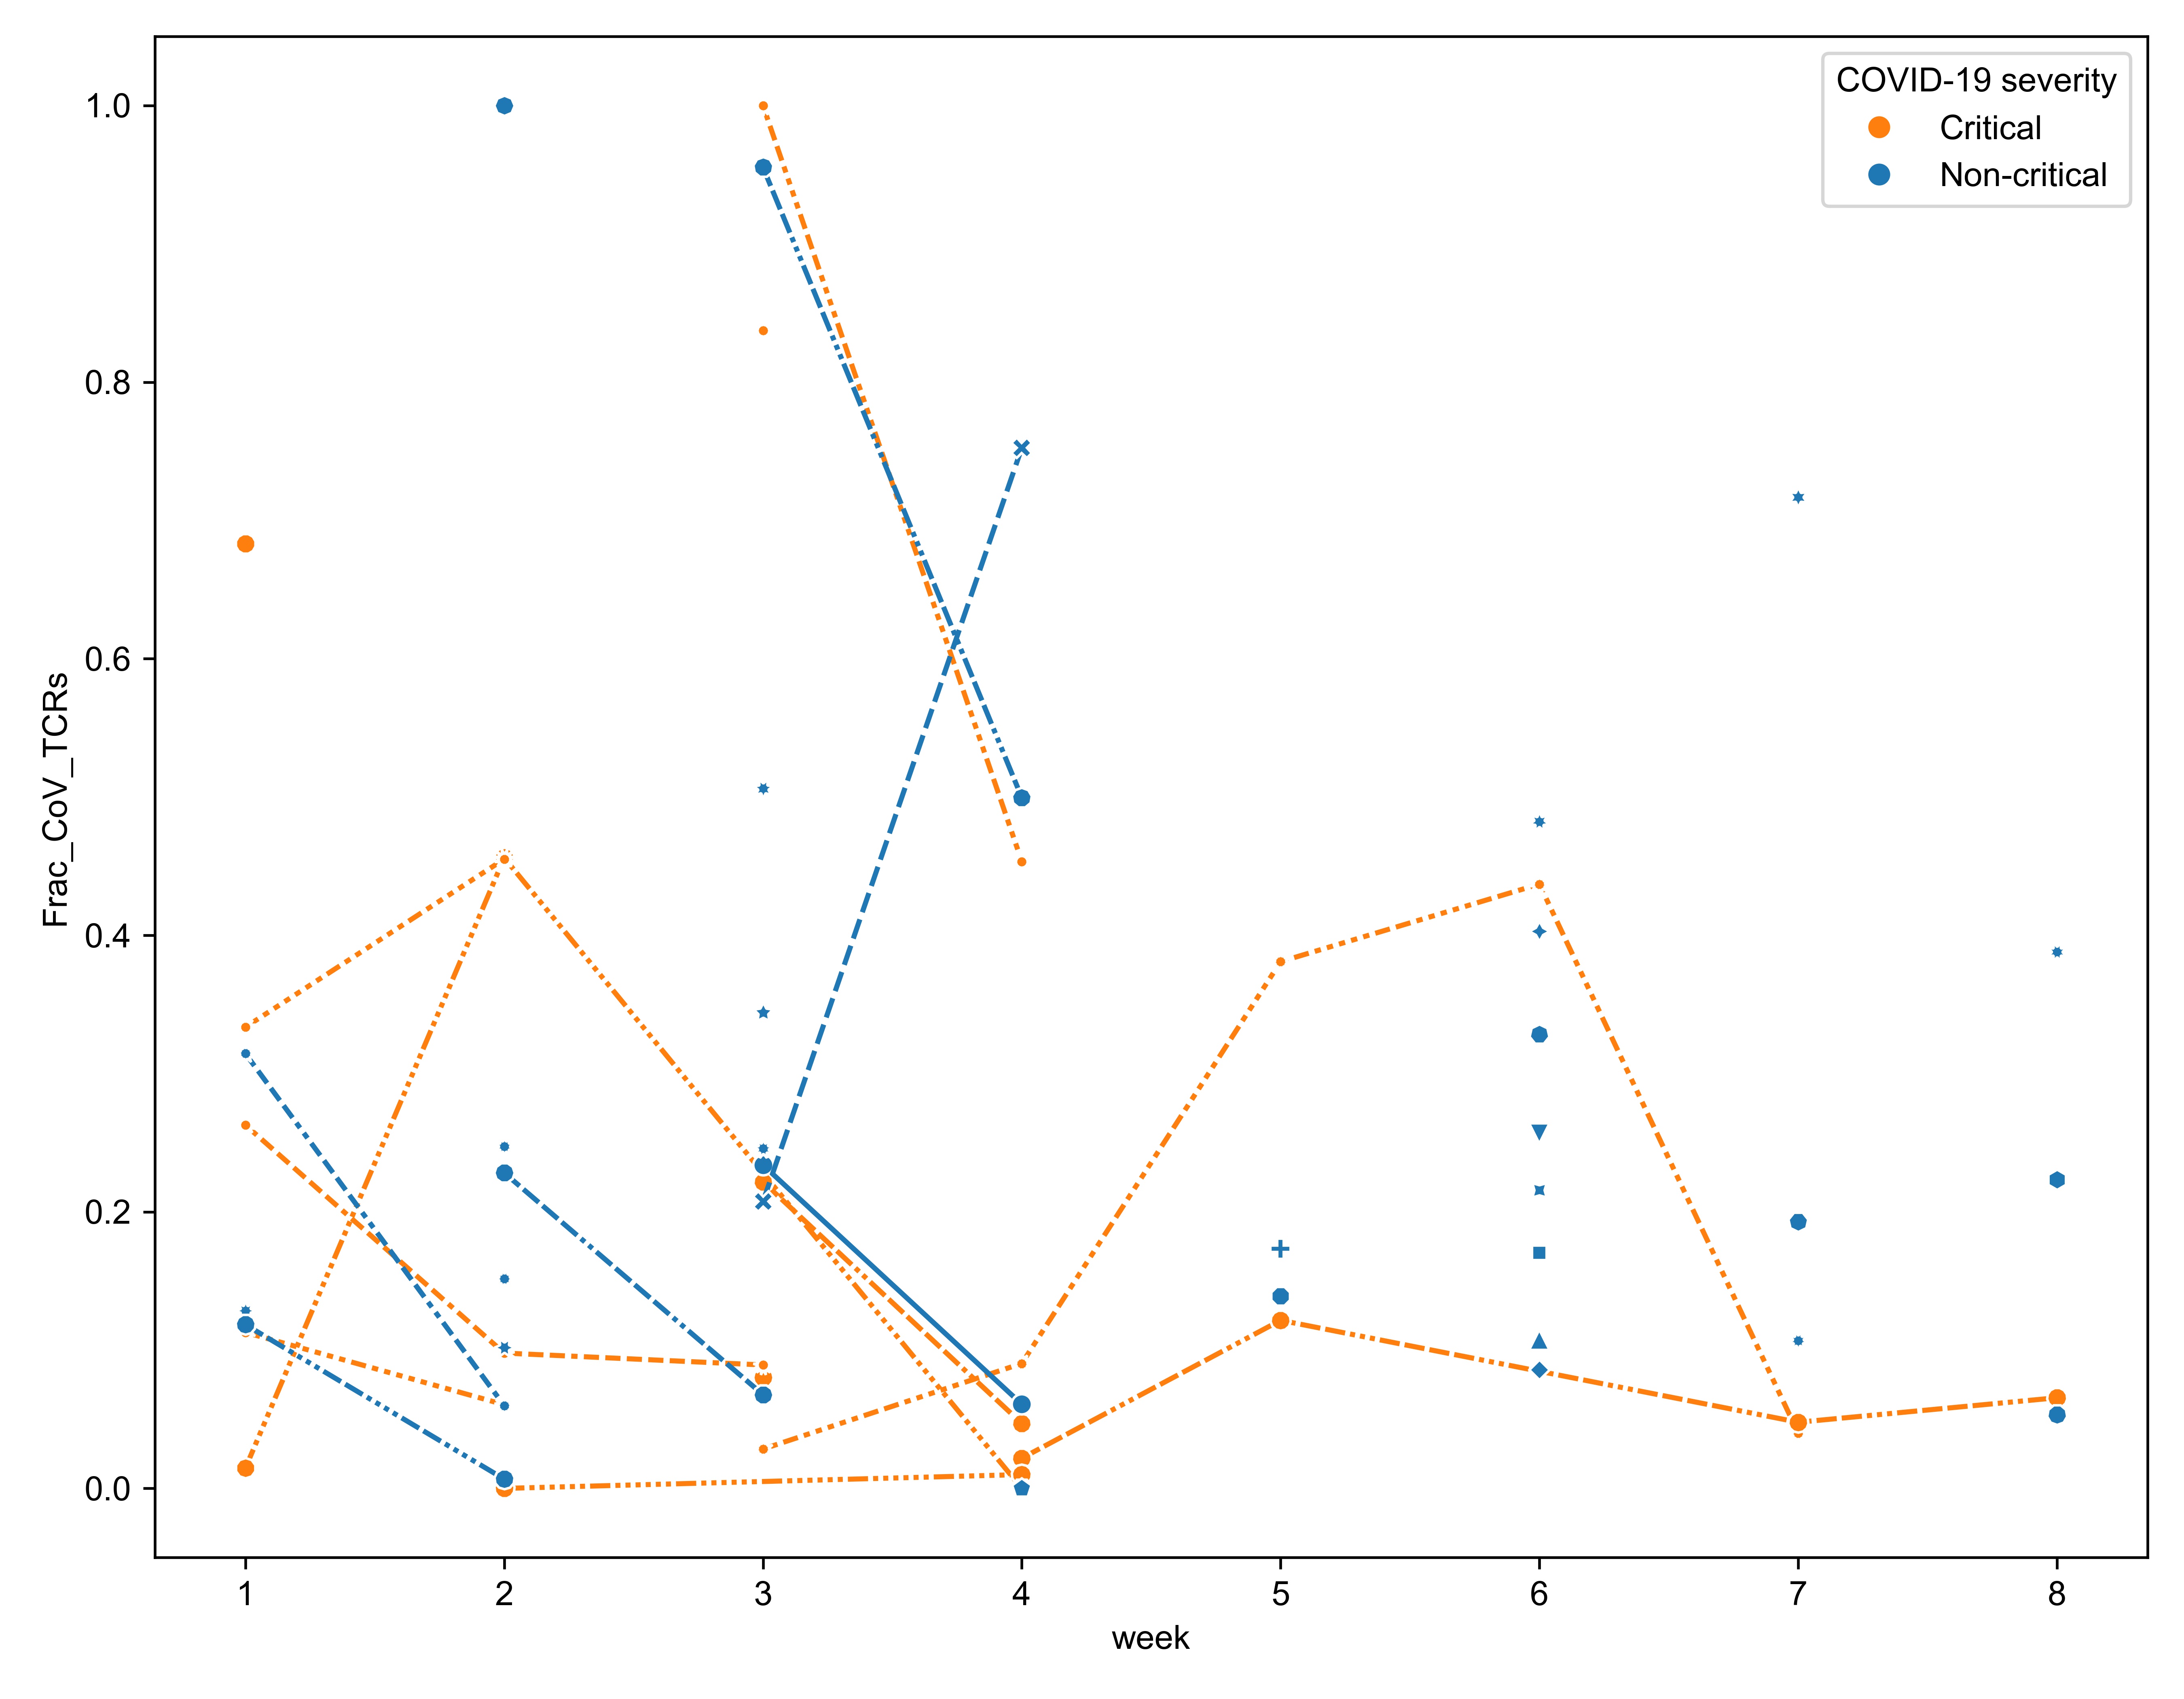 COVID-19 severity
Critical
Non-critical
Frac_CoV_TCRs
1.0
0.8
0.6
0.4
0.2
0.0
1 2 3 4 5 6 7 8
week